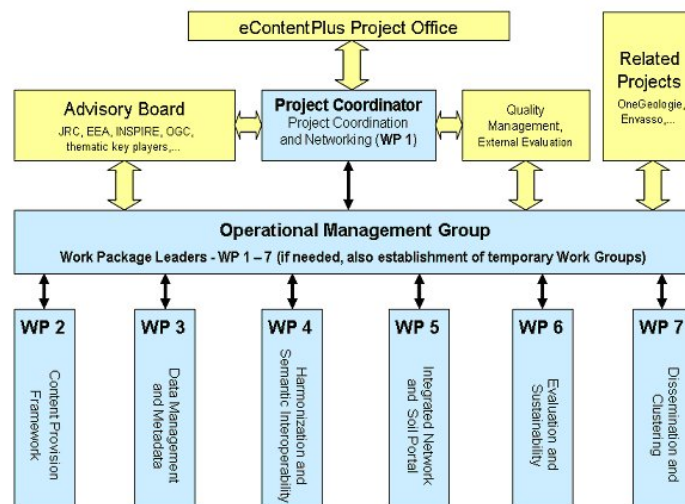 eContentPlus Project Office
Related
Projects
OneGeologie,
Envasso,...
Advisory Board
JRC, EEA, INSPIRE, OGC,
thematic key players,...
Project Coordinator
Project Coordination
and Networking (WP 1)
Quality
Management,
External Evaluation
Operational Management Group
Work Package Leaders - WP 1 – 7 (if needed, also establishment of temporary Work Groups)
WP 2
Content Provision
Framework
WP 3
Data Management
and Metadata
WP 4
Harmonization and
Semantic Interoperability
WP 5
Integrated Network
and Soil Portal
WP 6
Evaluation and
Sustainability
WP 7
Dissemination and
Clustering